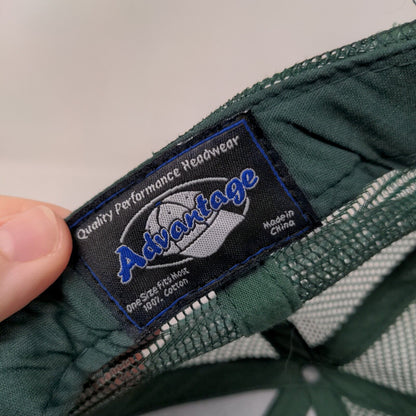 Quality Performance Headwear
Advantage
One Size Fits Most
100% Cotton
Made in
China